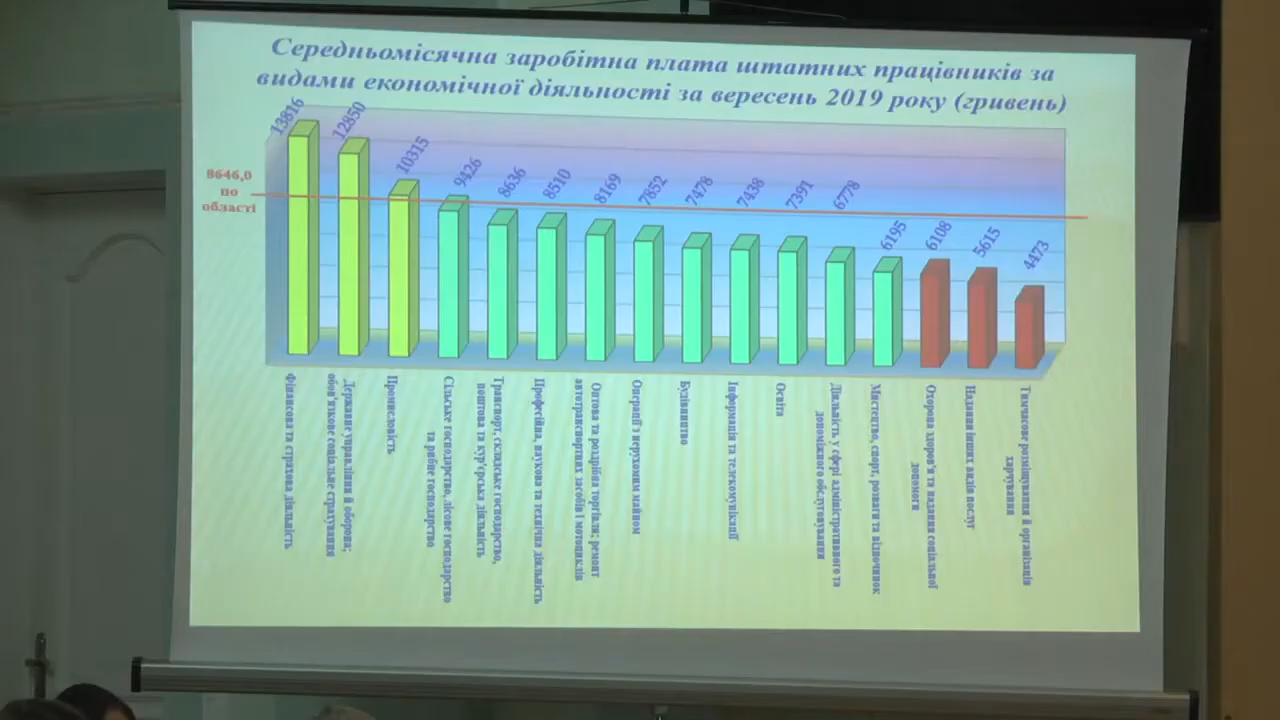 Середньомісячна заробітна плата штатних працівників за
видами економічної діяльності за вересень 2019 року (гривень)
13816
12850
10315
9426
8636
8510
8169
7852
7478
7438
7391
6778
6195
6108
5615
4473
8646,0
по
області
Фінансова та страхова діяльність
Державне управління й оборона;
обов'язкове соціальне страхування
Промисловість
Сільське господарство, лісове господарство
та рибне господарство
Транспорт, складське господарство,
поштова та кур'єрська діяльність
Професійна, наукова та технічна діяльність
Оптова та роздрібна торгівля; ремонт
автотранспортних засобів і мотоциклів
Операції з нерухомим майном
Будівництво
Інформація та телекомунікації
Освіта
Діяльність у сфері адміністративного та
допоміжного обслуговування
Мистецтво, спорт, розваги та відпочинок
Охорона здоров'я та надання соціальної
допомоги
Надання інших видів послуг
Тимчасове розміщування й організація
харчування